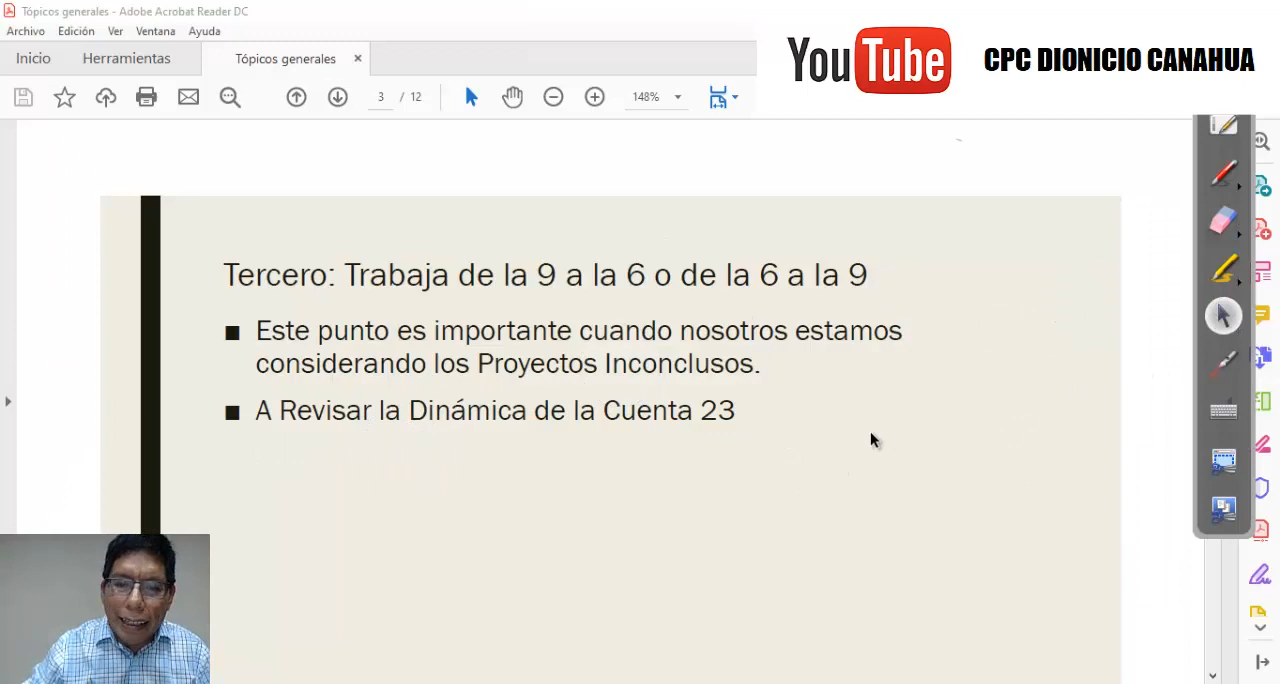 Tópicos generales - Adobe Acrobat Reader DC
Archivo Edición Ver Ventana Ayuda
Inicio Herramientas Tópicos generales ×
YouTube CPC DIONICIO CANAHUA
3 / 12 148%
Tercero: Trabaja de la 9 a la 6 o de la 6 a la 9
■ Este punto es importante cuando nosotros estamos
considerando los Proyectos Inconclusos.
■ A Revisar la Dinámica de la Cuenta 23